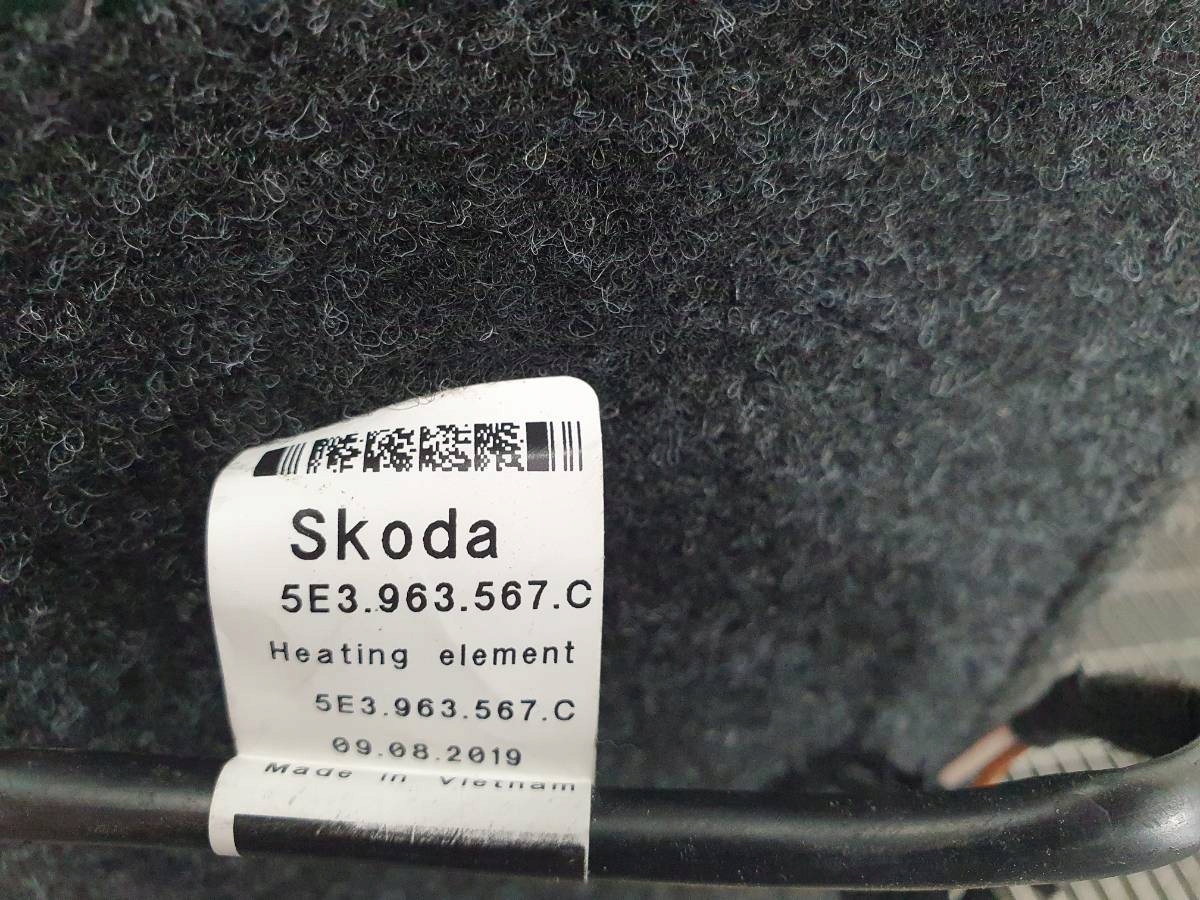 Skoda
5E3.963.567.C
Heating element
5E3.963.567.C
09.08.2019
Made in Vietnam